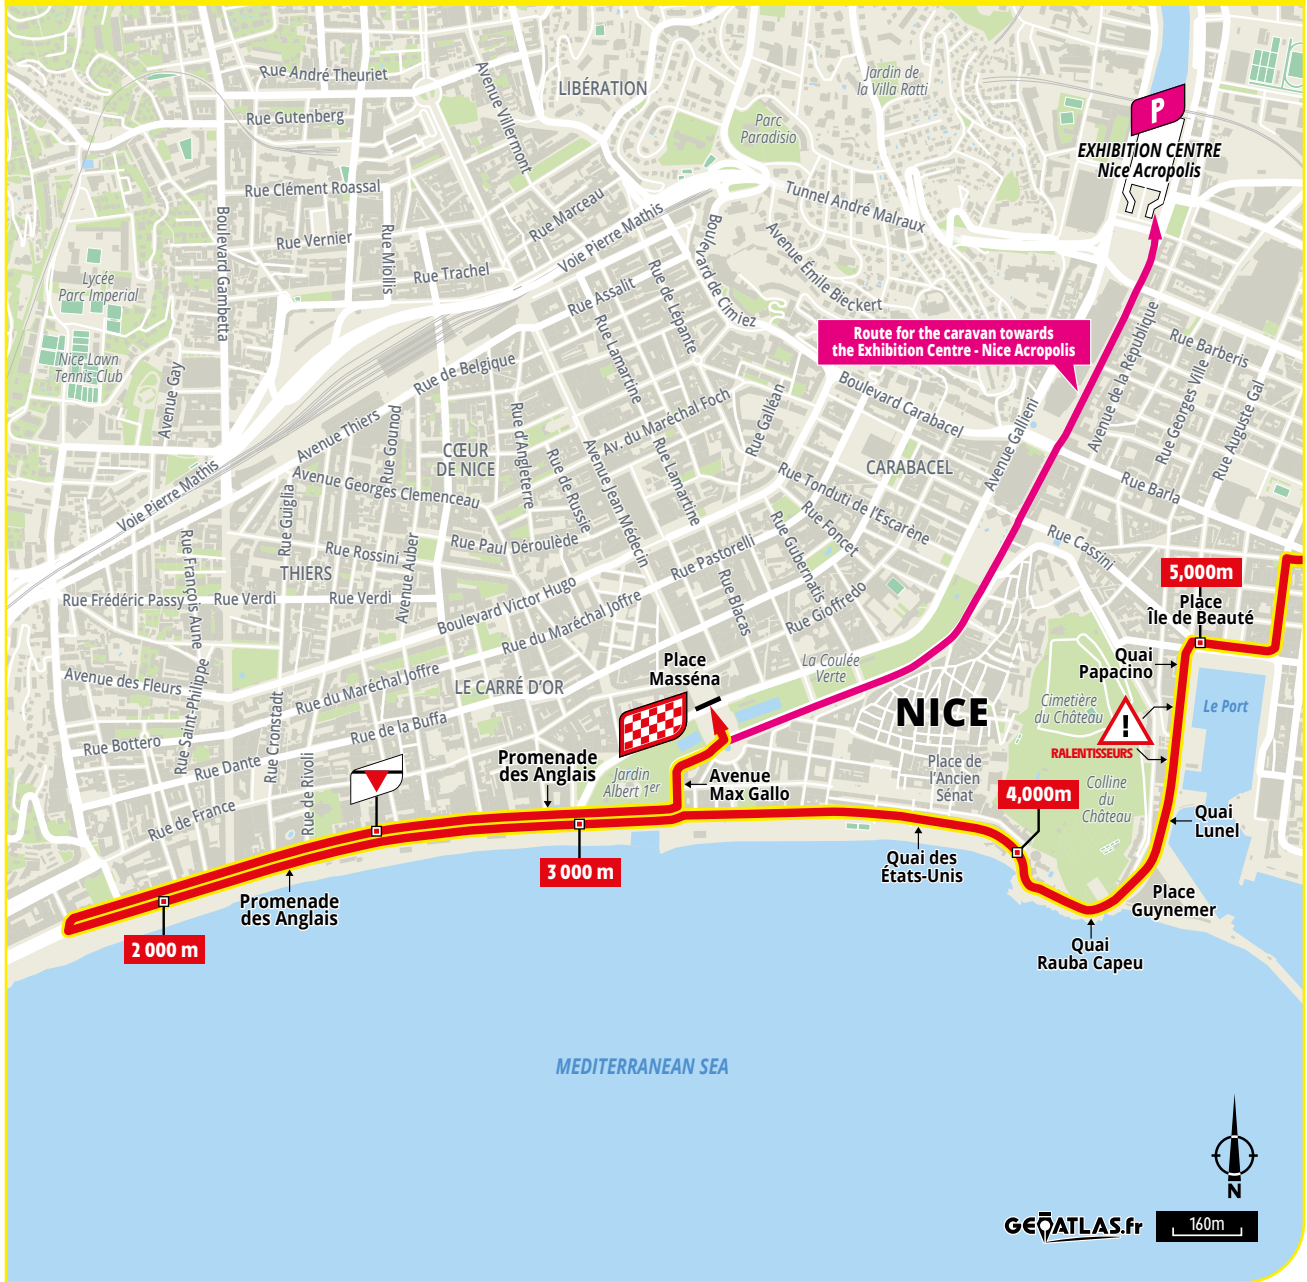 Rue André Theuriet
Rue Gutenberg
Avenue Villermont
LIBÉRATION
Jardin de
la Villa Ratti
Parc
Paradisio
P
EXHIBITION CENTRE
Nice Acropolis
Rue Clément Roassal
Boulevard Gambetta
Rue Vernier
Rue Miollis
Rue Trachel
Rue Marceau
Voie Pierre Mathis
Boulevard de Cimiez
Tunnel André Malraux
Avenue Émile Bieckert
Lycée
Parc Imperial
Rue Assalit
Rue de Lépante
Rue Lamartine
Route for the caravan towards
the Exhibition Centre - Nice Acropolis
Avenue de la République
Rue Barberis
Rue Georges Ville
Rue Auguste Gal
Nice Lawn
Tennis Club
Avenue Gay
Rue de Belgique
Avenue Thiers
Rue Gounod
CŒUR
DE NICE
Rue d'Angleterre
Av. du Maréchal Foch
Rue Galléan
Boulevard Carabacel
CARABACEL
Avenue Gallieni
Rue Barla
Voie Pierre Mathis
Avenue Georges Clemenceau
Rue Guiglia
Rue de Russie
Avenue Jean Médecin
Rue Lamartine
Rue Tonduti de l'Escarène
Rue Foncet
Rue Gubernatis
Rue Cassini
Rue François Aune
Rue Rossini
THIERS
Avenue Auber
Rue Paul Déroulède
Rue Pastorelli
Rue Blacas
Rue Gioffredo
5,000m
Place
Île de Beauté
Rue Frédéric Passy
Rue Verdi
Rue Verdi
Boulevard Victor Hugo
Rue du Maréchal Joffre
Quai
Papacino
Avenue des Fleurs
Rue Saint-Philippe
Rue du Maréchal Joffre
LE CARRÉ D'OR
Place
Masséna
La Coulée
Verte
NICE
Cimetière
du Château
Le Port
!
RALENTISSEURS
Rue Bottero
Rue Dante
Rue Cronstadt
Rue de la Buffa
Rue de France
Rue de Rivoli
Promenade
des Anglais
Jardin
Albert 1er
Avenue
Max Gallo
Place de
l'Ancien
Sénat
4,000m
Colline
du
Château
Quai
Lunel
3 000 m
Quai des
États-Unis
Promenade
des Anglais
Place
Guynemer
2 000 m
Quai
Rauba Capeu
MEDITERRANEAN SEA
N
GEOATLAS.fr
160m